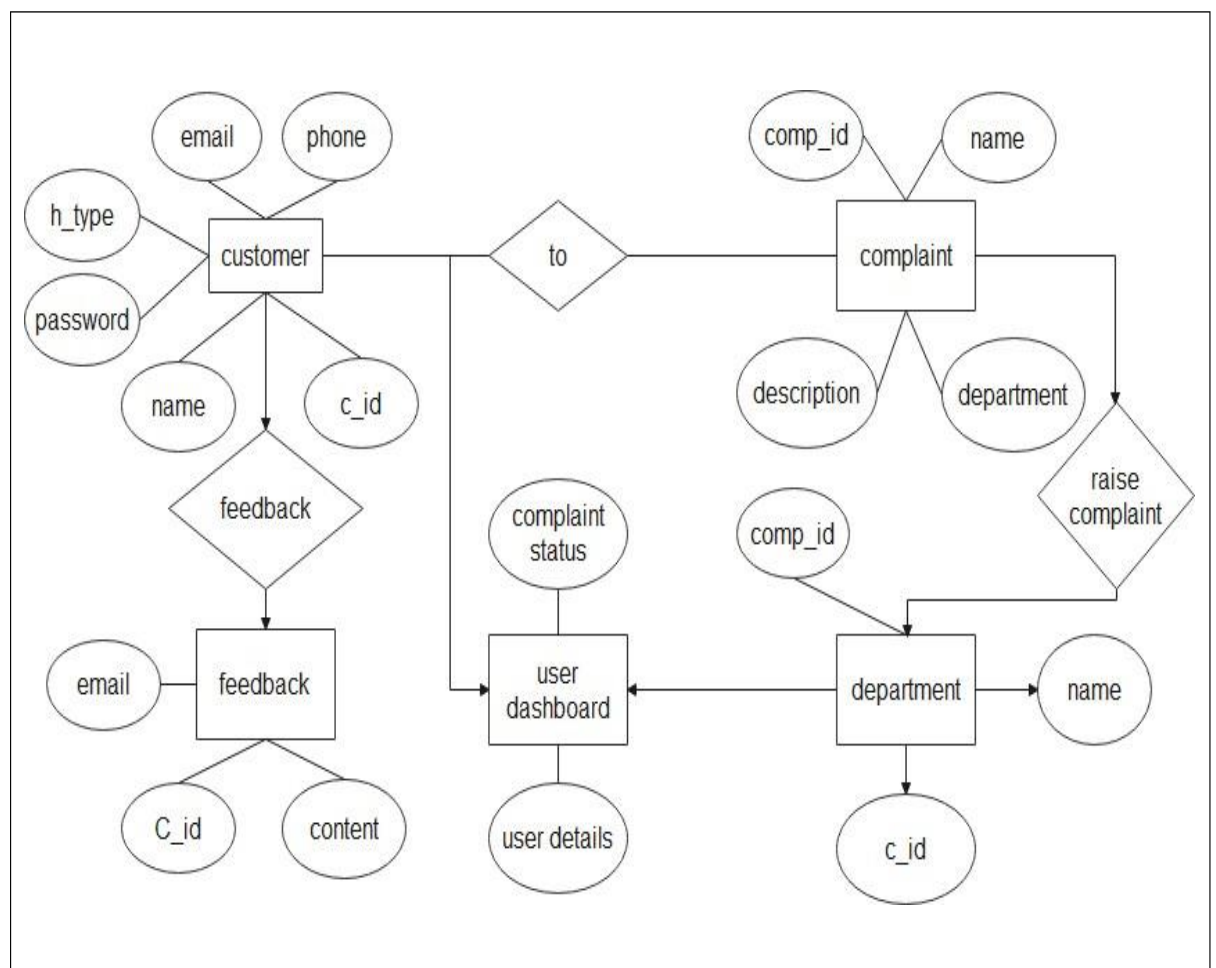 email
phone
comp_id
name
h_type
customer
to
complaint
password
name
c_id
description
department
feedback
complaint
status
comp_id
raise
complaint
email
feedback
user
dashboard
department
name
C_id
content
user details
c_id